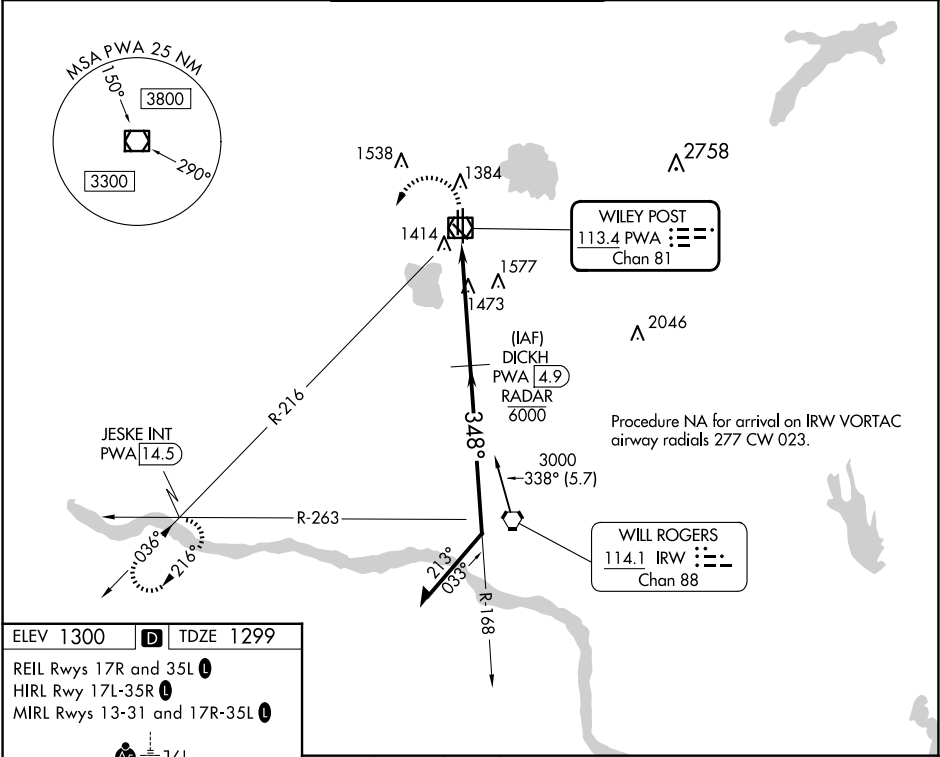 MSA PWA 25 NM
150°
3800
290°
3300
1538
1384
2758
1414
WILEY POST
113.4 PWA
Chan 81
1577
1473
2046
(IAF)
DICKH
PWA 4.9
RADAR
6000
R-216
348°
Procedure NA for arrival on IRW VORTAC
airway radials 277 CW 023.
JESKE INT
PWA 14.5
3000
338° (5.7)
R-263
036°
216°
213°
033°
WILL ROGERS
114.1 IRW
Chan 88
R-168
ELEV 1300 D TDZE 1299
REIL Rwys 17R and 35L L
HIRL Rwy 17L-35R L
MIRL Rwys 13-31 and 17R-35L L